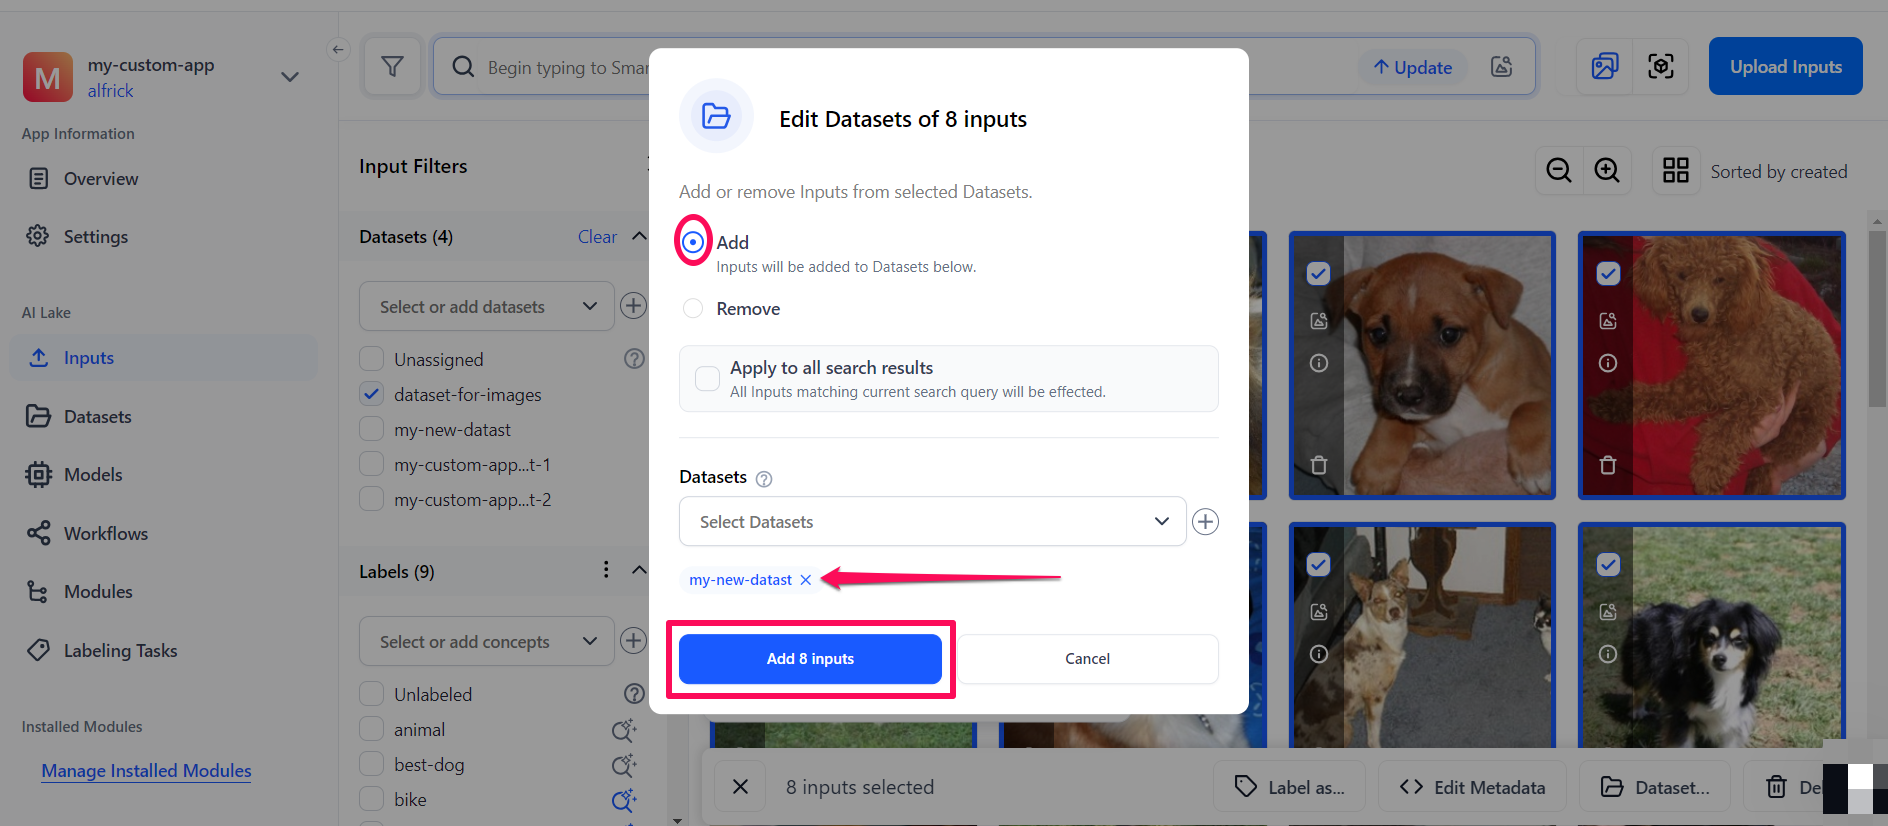 M
my-custom-app
alfrick
App Information
Overview
Settings
AI Lake
Inputs
Datasets
Models
Workflows
Modules
Labeling Tasks
Installed Modules
Manage Installed Modules
Begin typing to Smar
Update
Upload Inputs
Input Filters
Datasets (4)
Clear
Select or add datasets
Unassigned
dataset-for-images
my-new-datast
my-custom-app...t-1
my-custom-app...t-2
Labels (9)
Select or add concepts
Unlabeled
animal
best-dog
bike
Sorted by created
Edit Datasets of 8 inputs
Add or remove Inputs from selected Datasets.
Add
Inputs will be added to Datasets below.
Remove
Apply to all search results
All Inputs matching current search query will be effected.
Datasets
Select Datasets
my-new-datast
Add 8 inputs
Cancel
8 inputs selected
Label as...
Edit Metadata
Dataset...